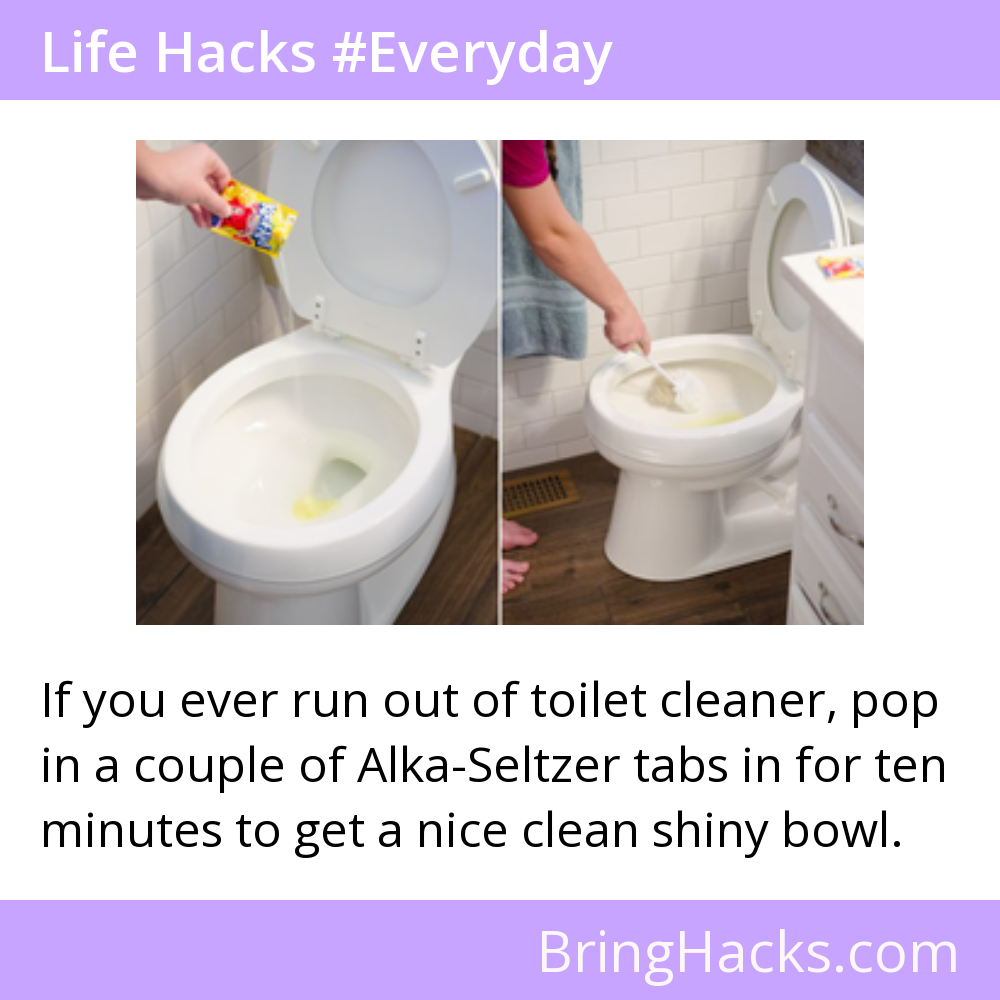 Life Hacks #Everyday
If you ever run out of toilet cleaner, pop
in a couple of Alka-Seltzer tabs in for ten
minutes to get a nice clean shiny bowl.
BringHacks.com